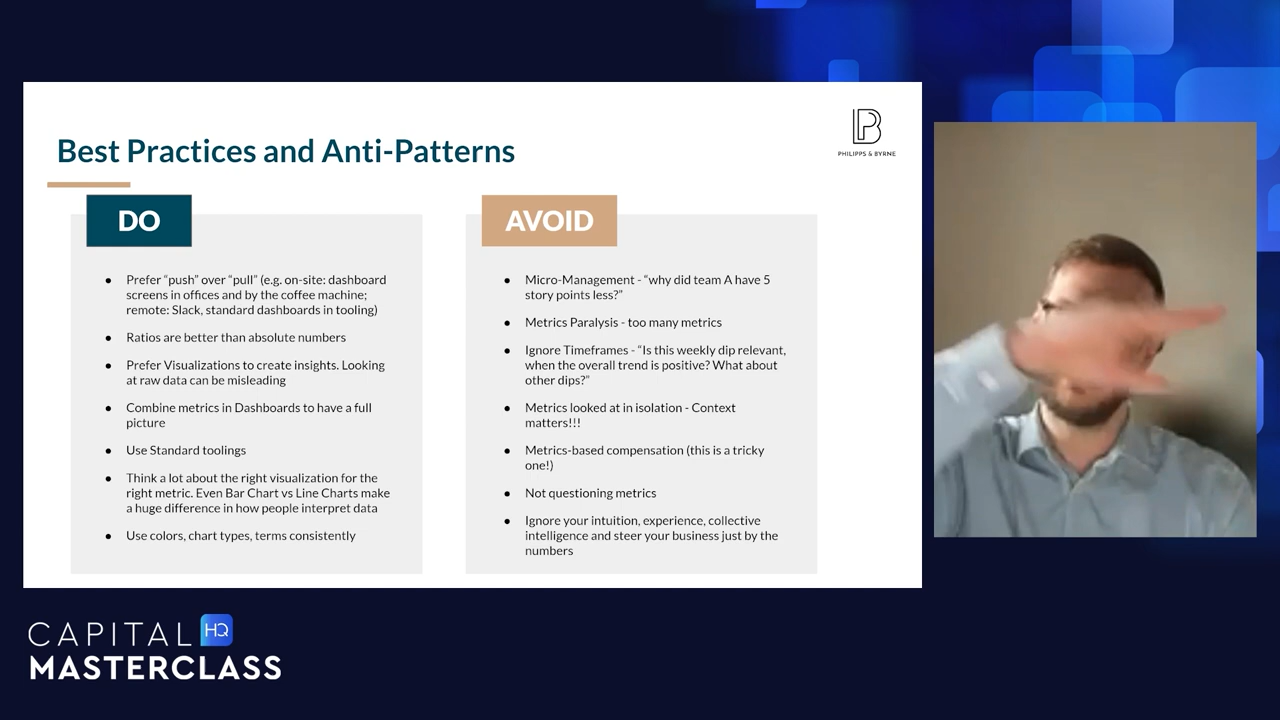 Best Practices and Anti-Patterns
PHILIPPS & BYRNE
DO
● Prefer “push” over “pull” (e.g. on-site: dashboard
screens in offices and by the coffee machine;
remote: Slack, standard dashboards in tooling)
● Ratios are better than absolute numbers
● Prefer Visualizations to create insights. Looking
at raw data can be misleading
● Combine metrics in Dashboards to have a full
picture
● Use Standard toolings
● Think a lot about the right visualization for the
right metric. Even Bar Chart vs Line Charts make
a huge difference in how people interpret data
● Use colors, chart types, terms consistently
AVOID
● Micro-Management - “why did team A have 5
story points less?”
● Metrics Paralysis - too many metrics
● Ignore Timeframes - “Is this weekly dip relevant,
when the overall trend is positive? What about
other dips?”
● Metrics looked at in isolation - Context
matters!!!
● Metrics-based compensation (this is a tricky
one!)
● Not questioning metrics
● Ignore your intuition, experience, collective
intelligence and steer your business just by the
numbers
CAPITAL HQ
MASTERCLASS